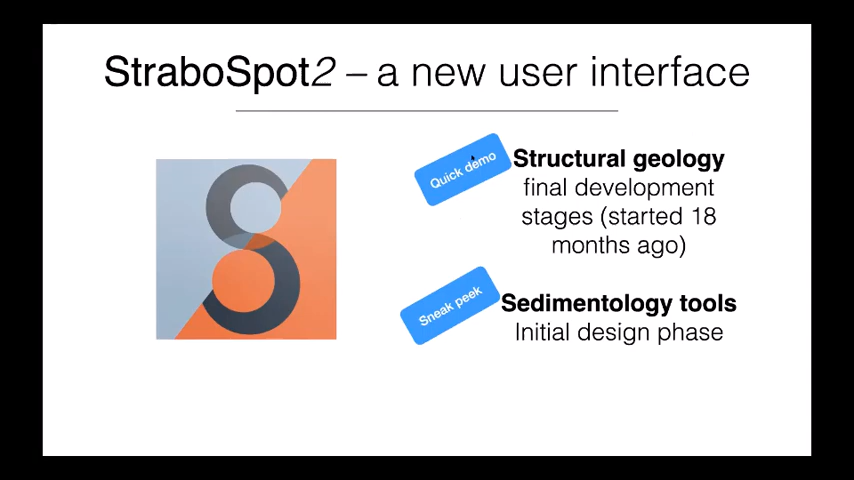 StraboSpot2 – a new user interface
Quick demo
Structural geology
final development
stages (started 18
months ago)
Sneak peek
Sedimentology tools
Initial design phase